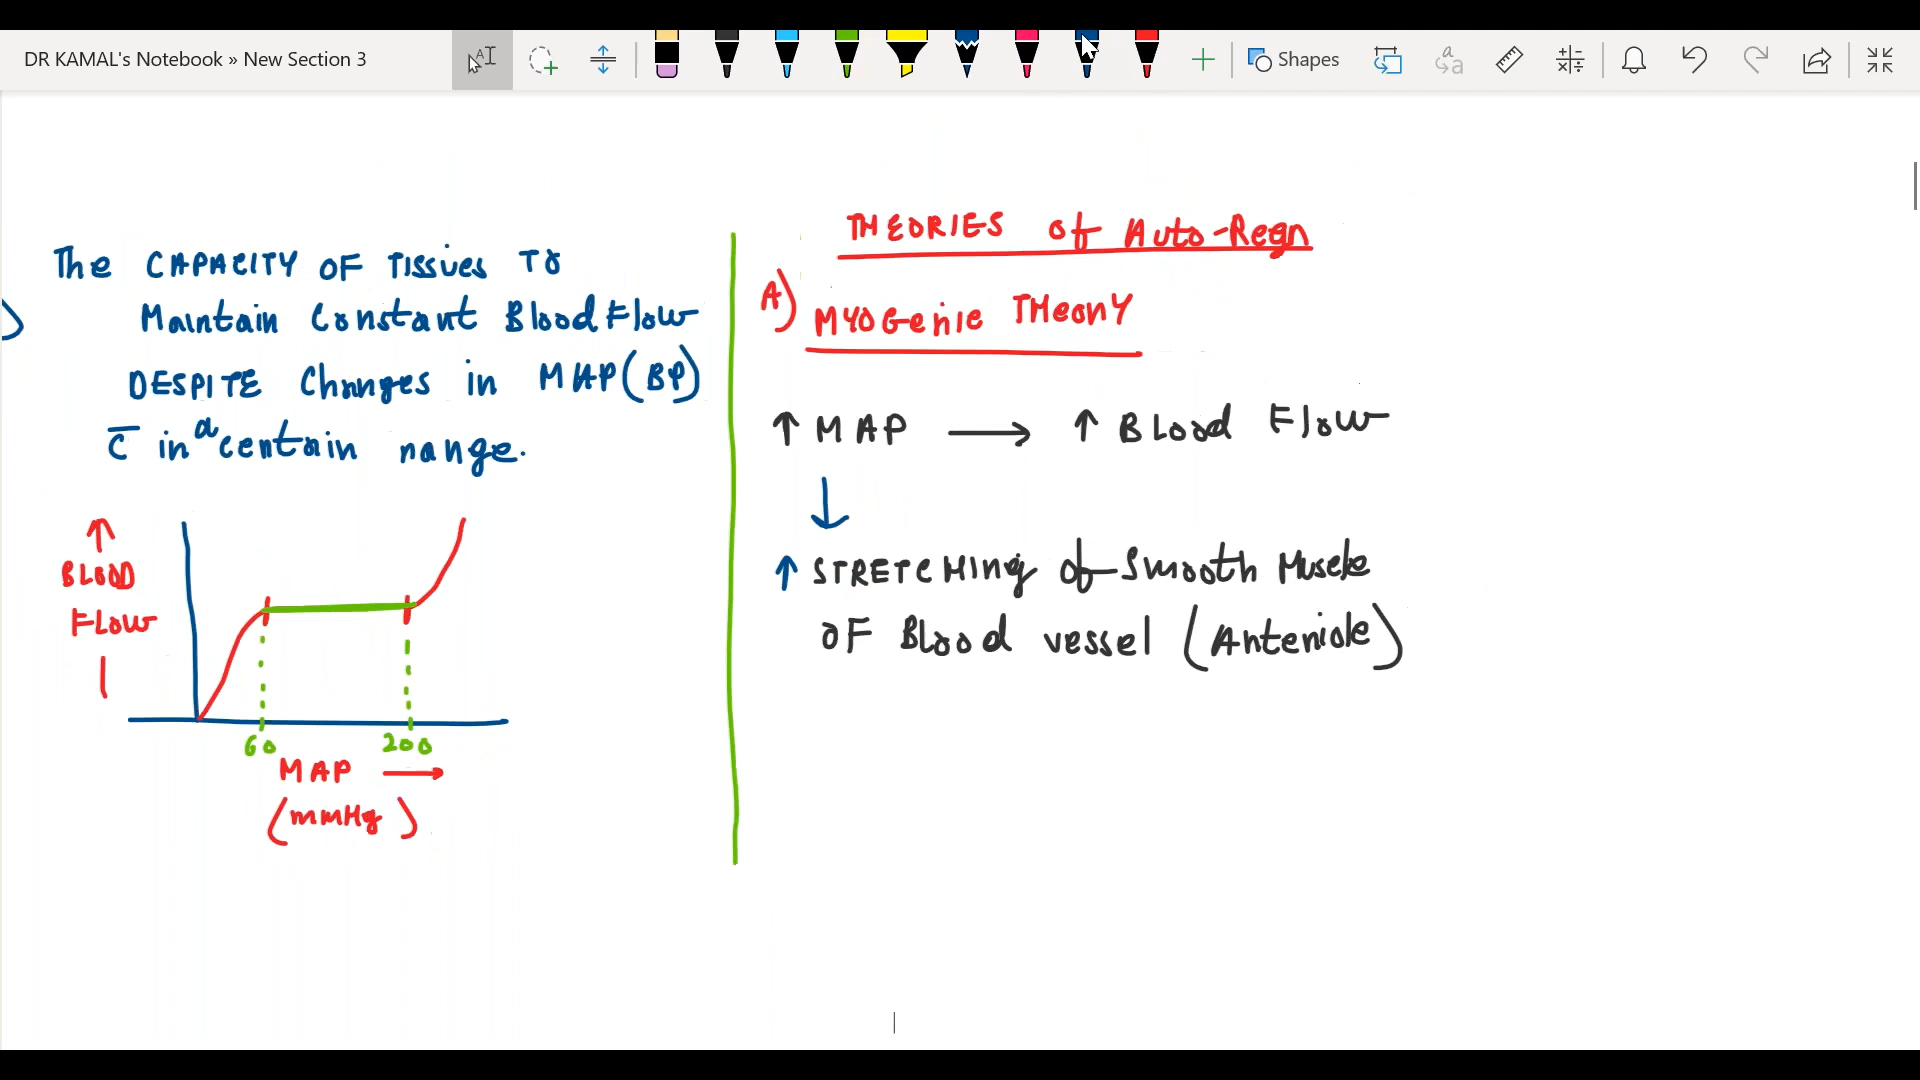 DR KAMAL's Notebook » New Section 3
Shapes
The CAPACITY OF Tissues TO
Maintain Constant Blood Flow
DESPITE Changes in MAP (BP)
c̅ in a certain range.
BLOOD
FLOW
60
200
MAP
(mmHg)
THEORIES of Auto-Regn
A) MYOGenic THeorY
↑ MAP → ↑ BLood Flow
↓
↑ STRETCHing of Smooth Muscle
OF Blood vessel (Arteriole)